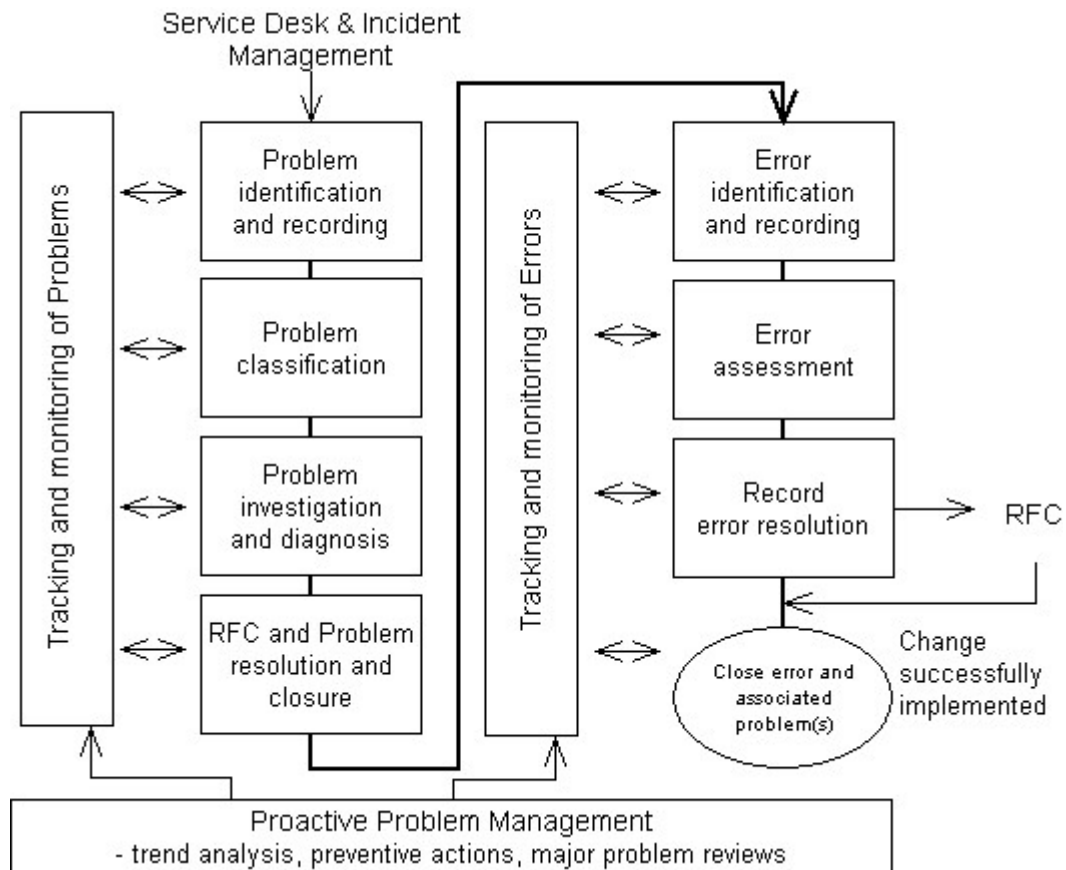 Service Desk & Incident
Management
Tracking and monitoring of Problems
Problem
identification
and recording
Problem
classification
Problem
investigation
and diagnosis
RFC and Problem
resolution and
closure
Tracking and monitoring of Errors
Error
identification
and recording
Error
assessment
Record
error resolution
RFC
Change
successfully
implemented
Close error and
associated
problem(s)
Proactive Problem Management
- trend analysis, preventive actions, major problem reviews